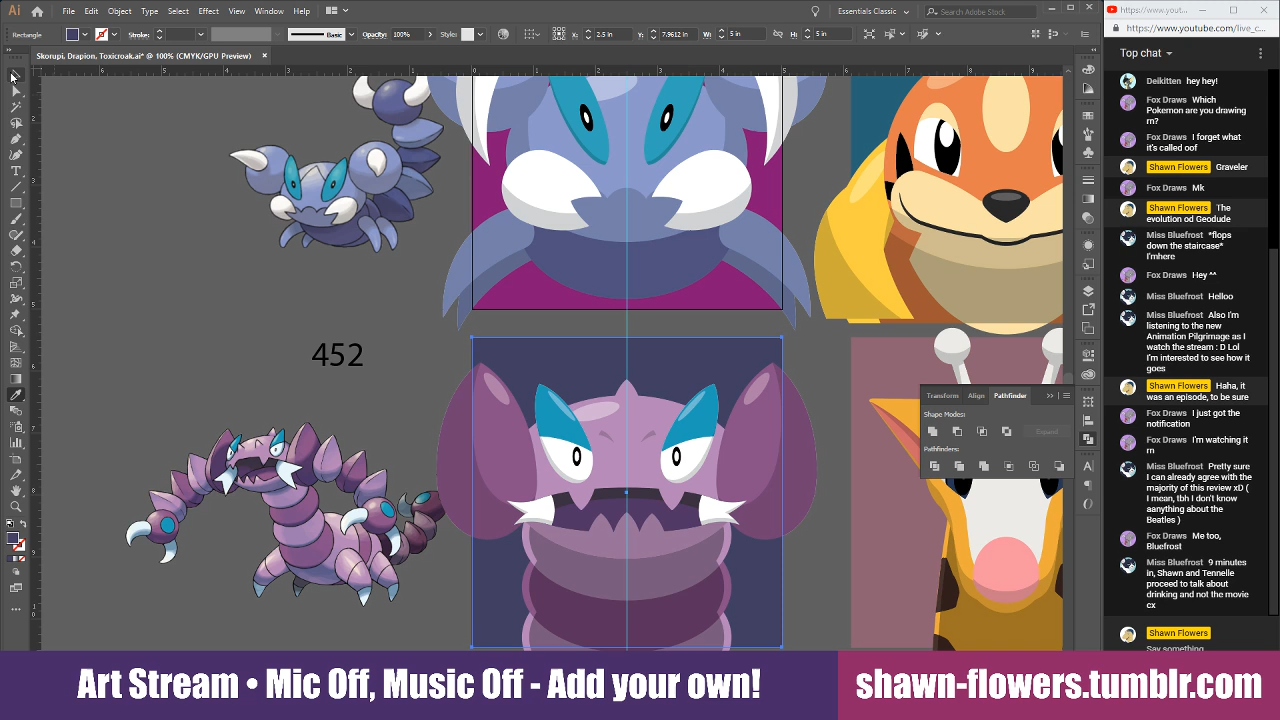 Ai File Edit Object Type Select Effect View Window Help Essentials Classic Search Adobe Stock
Rectangle Stroke: Basic Opacity: 100% Style: X: 2.5 in Y: 7.9612 in W: 5 in H: 5 in
Skorupi, Drapion, Toxicroak.ai* @ 100% (CMYK/GPU Preview)
452
Transform Align Pathfinder
Shape Modes:
Expand
Pathfinders:
https://www.yout...
https://www.youtube.com/live_c...
Top chat
Deikitten hey hey!
Fox Draws Which
Pokemon are you drawing
rn?
Fox Draws I forget what
it's called oof
Shawn Flowers Graveler
Fox Draws Mk
Shawn Flowers The
evolution od Geodude
Miss Bluefrost *flops
down the staircase*
I'mhere
Fox Draws Hey ^^
Miss Bluefrost Helloo
Miss Bluefrost Also I'm
listening to the new
Animation Pilgrimage as I
watch the stream : D Lol
I'm interested to see how it
goes
Shawn Flowers Haha, it
was an episode, to be sure
Fox Draws I just got the
notification
Fox Draws I'm watching it
rn
Miss Bluefrost Pretty sure
I can already agree with the
majority of this review xD (
I mean, tbh I don't know
aanything about the
Beatles )
Fox Draws Me too,
Bluefrost
Miss Bluefrost 9 minutes
in, Shawn and Tennelle
proceed to talk about
drinking and not the movie
cx
Shawn Flowers
Say something...
Art Stream • Mic Off, Music Off - Add your own!
shawn-flowers.tumblr.com